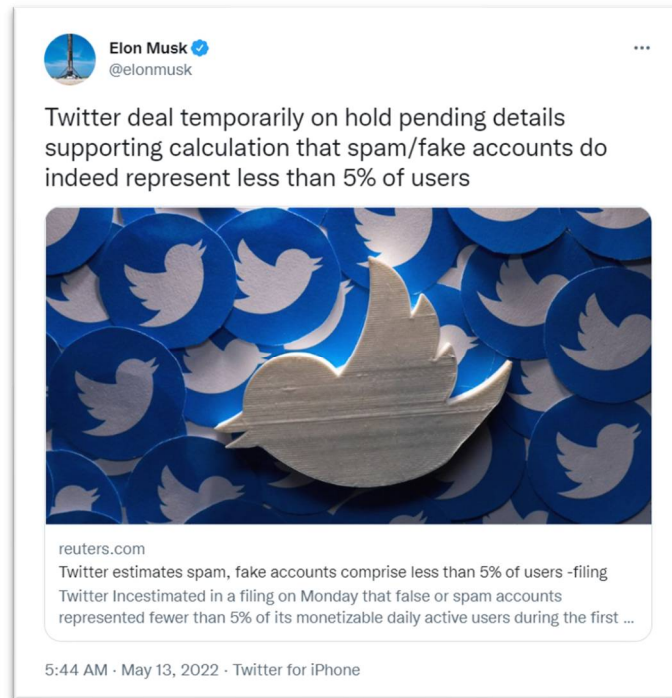 Elon Musk
@elonmusk
Twitter deal temporarily on hold pending details
supporting calculation that spam/fake accounts do
indeed represent less than 5% of users
reuters.com
Twitter estimates spam, fake accounts comprise less than 5% of users -filing
Twitter Incestimated in a filing on Monday that false or spam accounts
represented fewer than 5% of its monetizable daily active users during the first ...
5:44 AM · May 13, 2022 · Twitter for iPhone